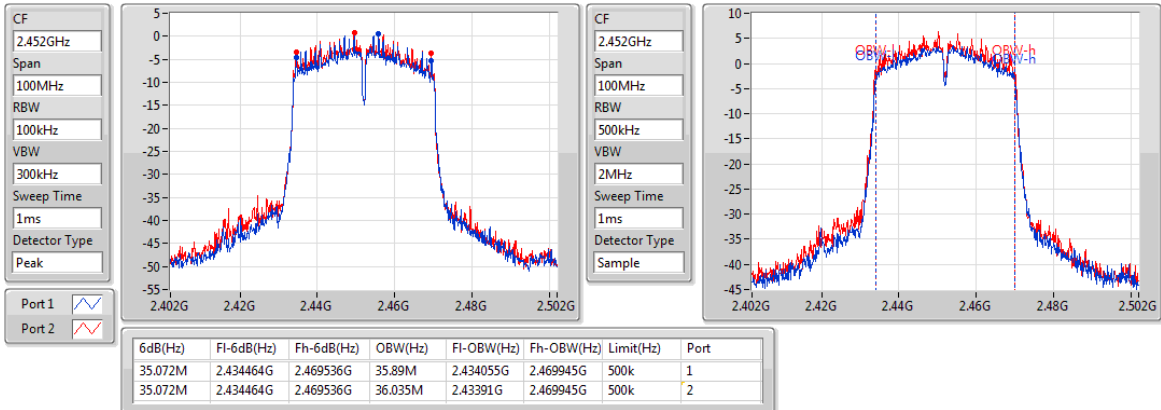 CF
2.452GHz
Span
100MHz
RBW
100kHz
VBW
300kHz
Sweep Time
1ms
Detector Type
Peak
Port 1
Port 2
5
0
-5
-10
-15
-20
-25
-30
-35
-40
-45
-50
-55
2.402G 2.42G 2.44G 2.46G 2.48G 2.502G
CF
2.452GHz
Span
100MHz
RBW
500kHz
VBW
2MHz
Sweep Time
1ms
Detector Type
Sample
10
5
0
-5
-10
-15
-20
-25
-30
-35
-40
-45
OBW-l OBW-h
OBW-l OBW-h
2.402G 2.42G 2.44G 2.46G 2.48G 2.502G
6dB(Hz) Fl-6dB(Hz) Fh-6dB(Hz) OBW(Hz) Fl-OBW(Hz) Fh-OBW(Hz) Limit(Hz) Port
35.072M 2.434464G 2.469536G 35.89M 2.434055G 2.469945G 500k 1
35.072M 2.434464G 2.469536G 36.035M 2.43391G 2.469945G 500k 2